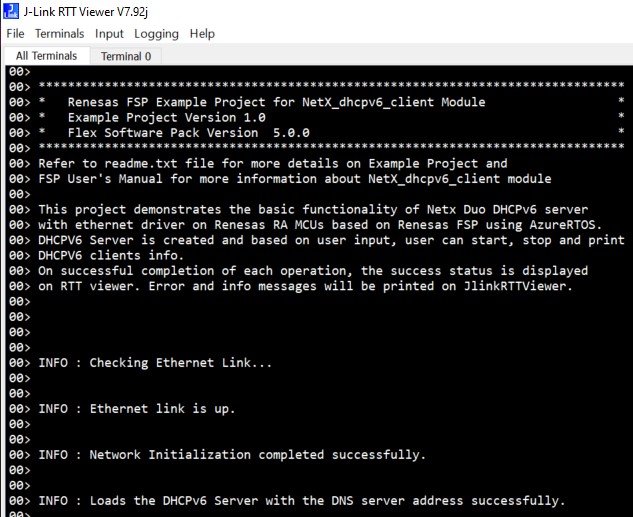 J-Link RTT Viewer V7.92j
File Terminals Input Logging Help
All Terminals Terminal 0
00>
00> ********************************************************************************
00> *   Renesas FSP Example Project for NetX_dhcpv6_client Module                  *
00> *   Example Project Version 1.0                                                *
00> *   Flex Software Pack Version  5.0.0                                          *
00> ********************************************************************************
00> Refer to readme.txt file for more details on Example Project and
00> FSP User's Manual for more information about NetX_dhcpv6_client module
00>
00> This project demonstrates the basic functionality of Netx Duo DHCPv6 server
00> with ethernet driver on Renesas RA MCUs based on Renesas FSP using AzureRTOS.
00> DHCPV6 Server is created and based on user input, user can start, stop and print
00> DHCPV6 clients info.
00> On successful completion of each operation, the success status is displayed
00> on RTT viewer. Error and info messages will be printed on JlinkRTTViewer.
00>
00>
00>
00>
00> INFO : Checking Ethernet Link...
00>
00>
00> INFO : Ethernet link is up.
00>
00>
00> INFO : Network Initialization completed successfully.
00>
00>
00> INFO : Loads the DHCPv6 Server with the DNS server address successfully.
00>